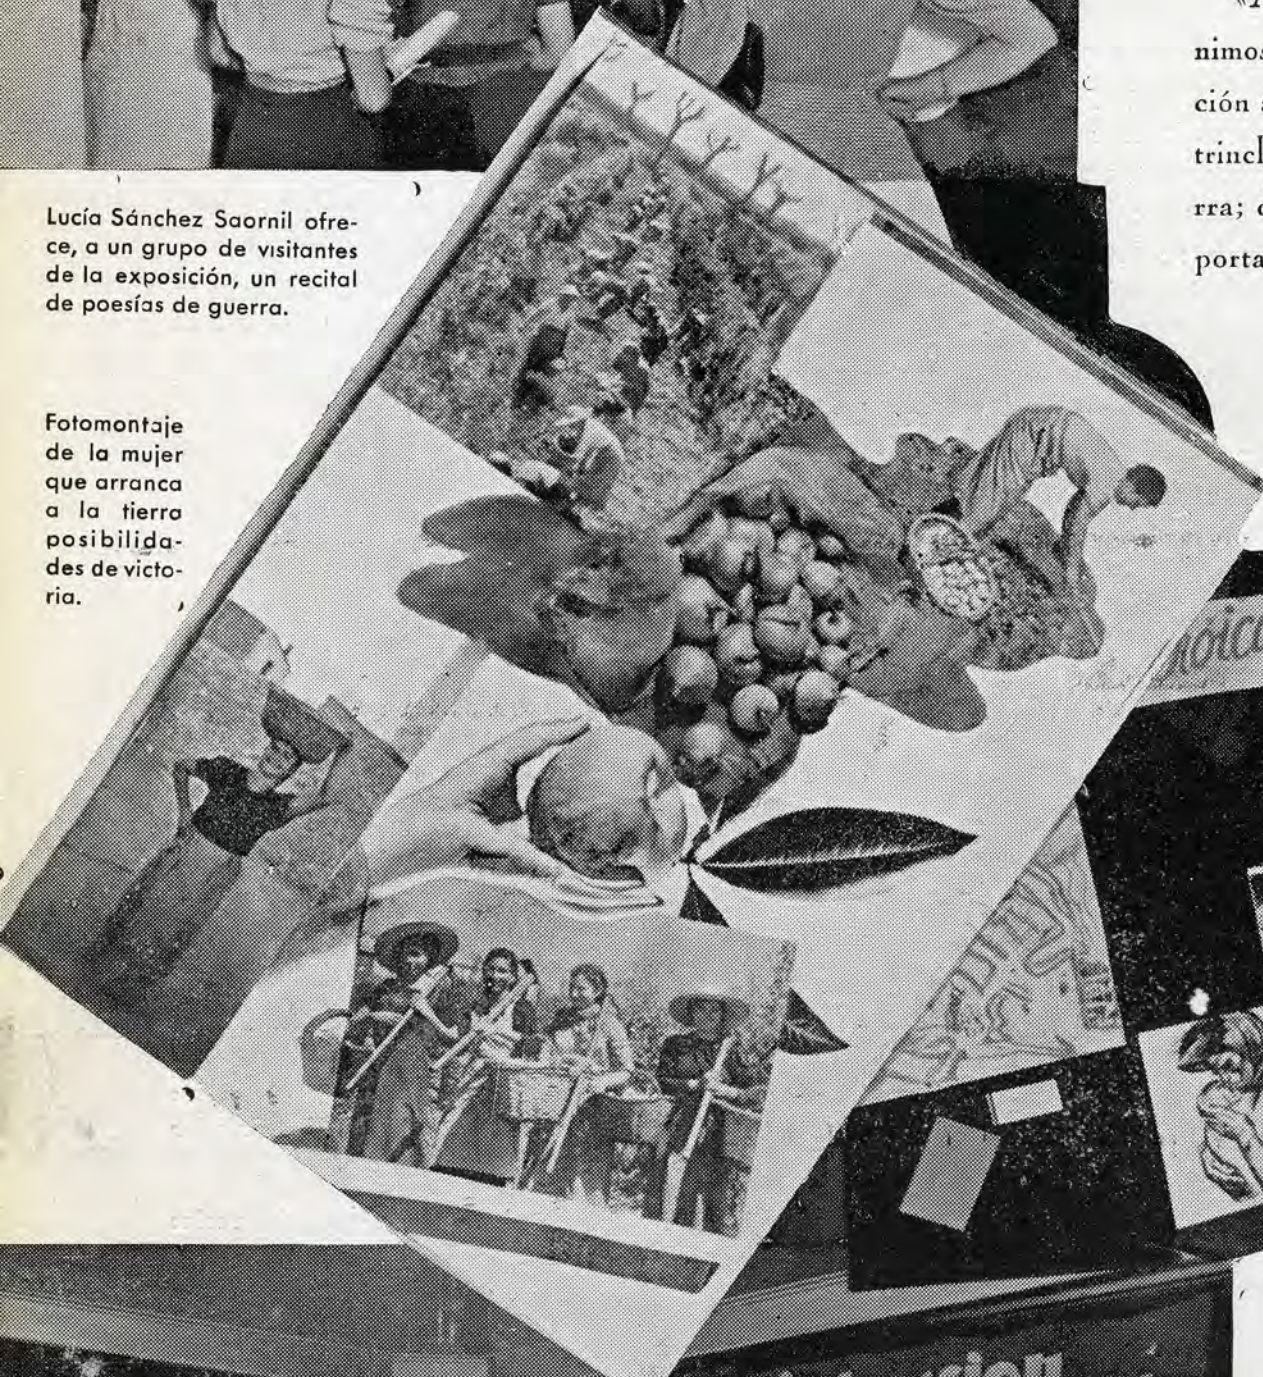 Lucía Sánchez Saornil ofre-
ce, a un grupo de visitantes
de la exposición, un recital
de poesías de guerra.
Fotomontaje
de la mujer
que arranca
a la tierra
posibilida-
des de victo-
ria.
nimos
ción
trincl
rra;
porta